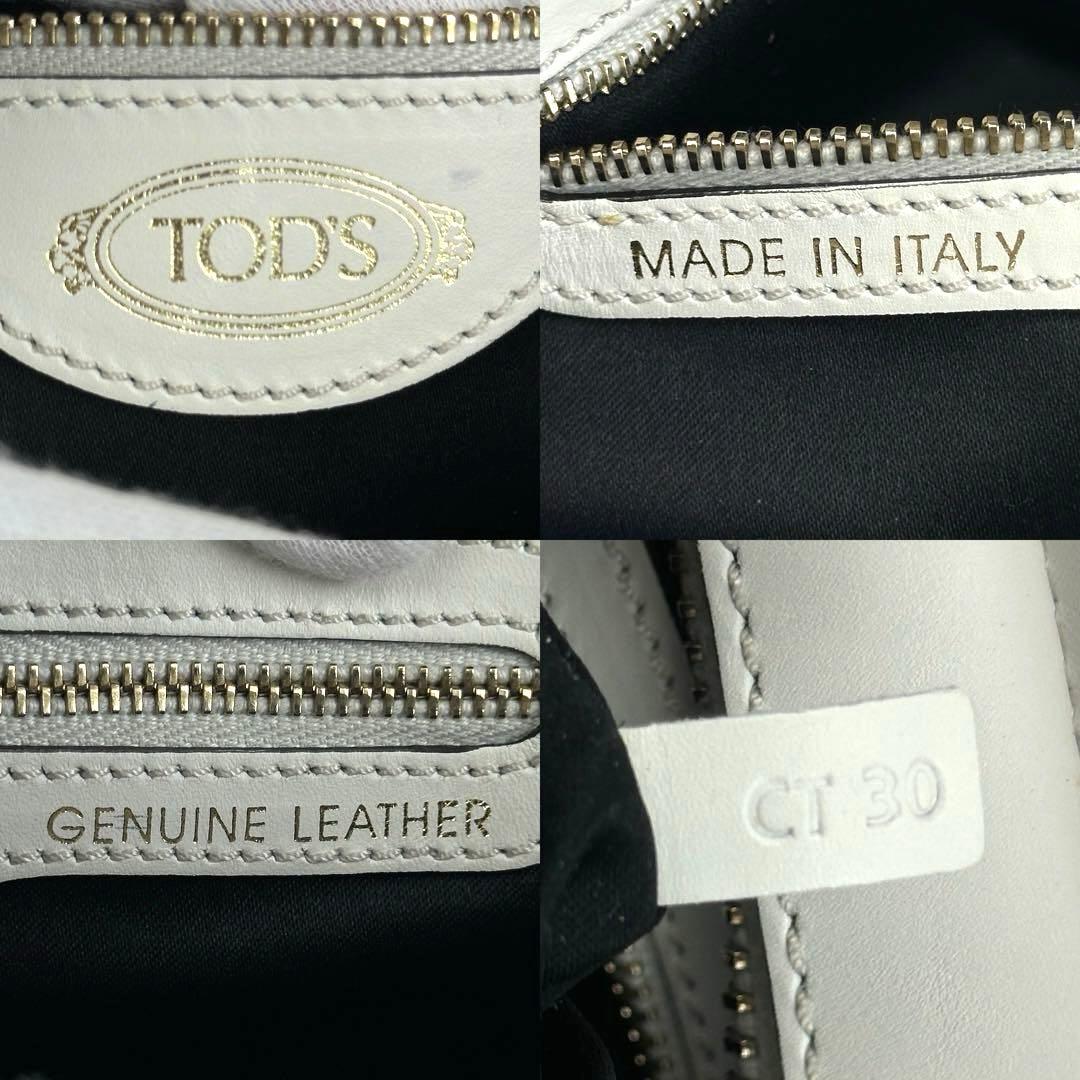 TOD'S
MADE IN ITALY
GENUINE LEATHER
CT 30